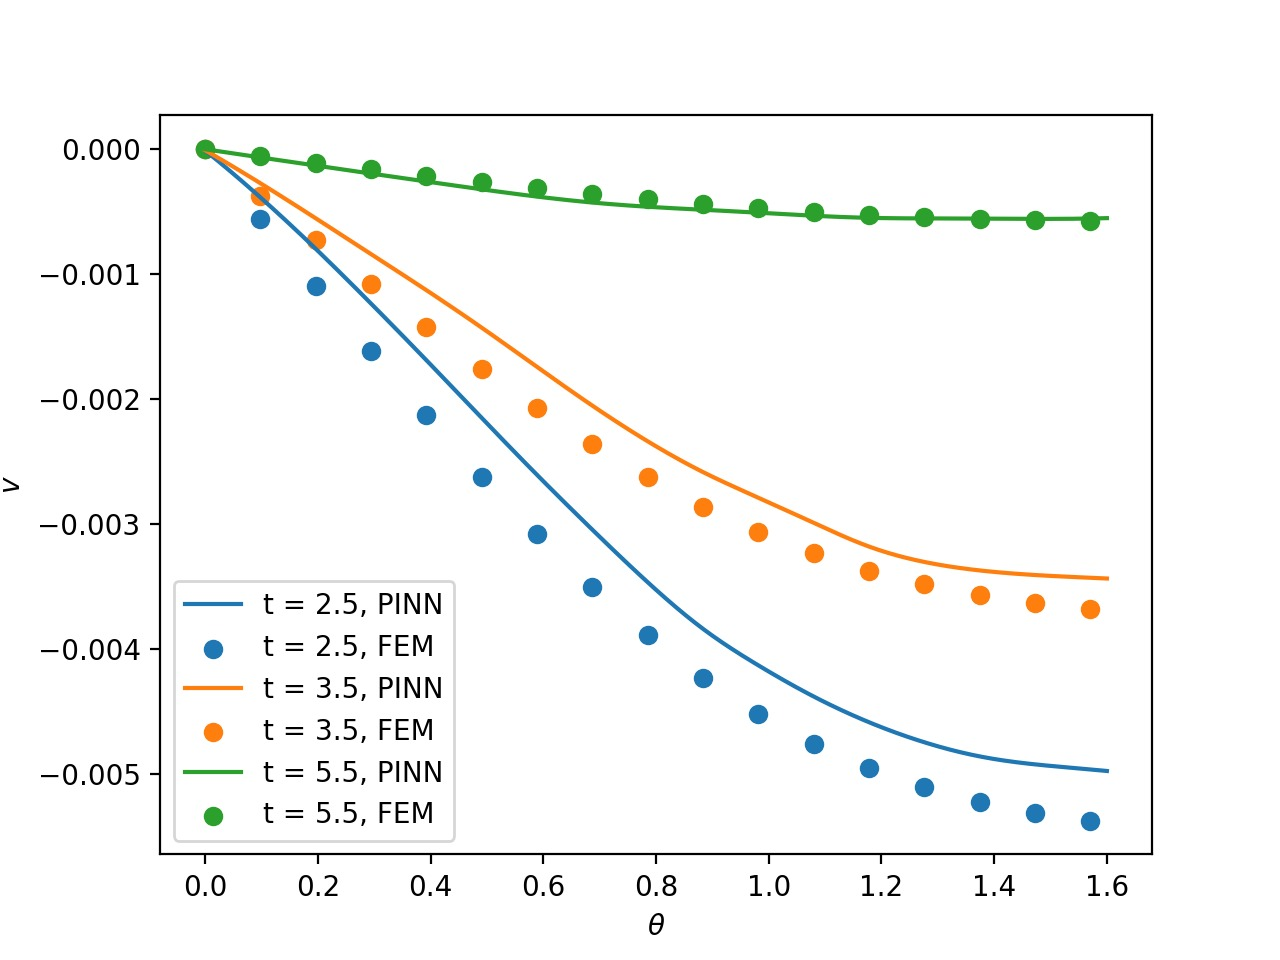 0.000
−0.001
−0.002
−0.003
−0.004
−0.005
v
t = 2.5, PINN
t = 2.5, FEM
t = 3.5, PINN
t = 3.5, FEM
t = 5.5, PINN
t = 5.5, FEM
0.0 0.2 0.4 0.6 0.8 1.0 1.2 1.4 1.6
θ